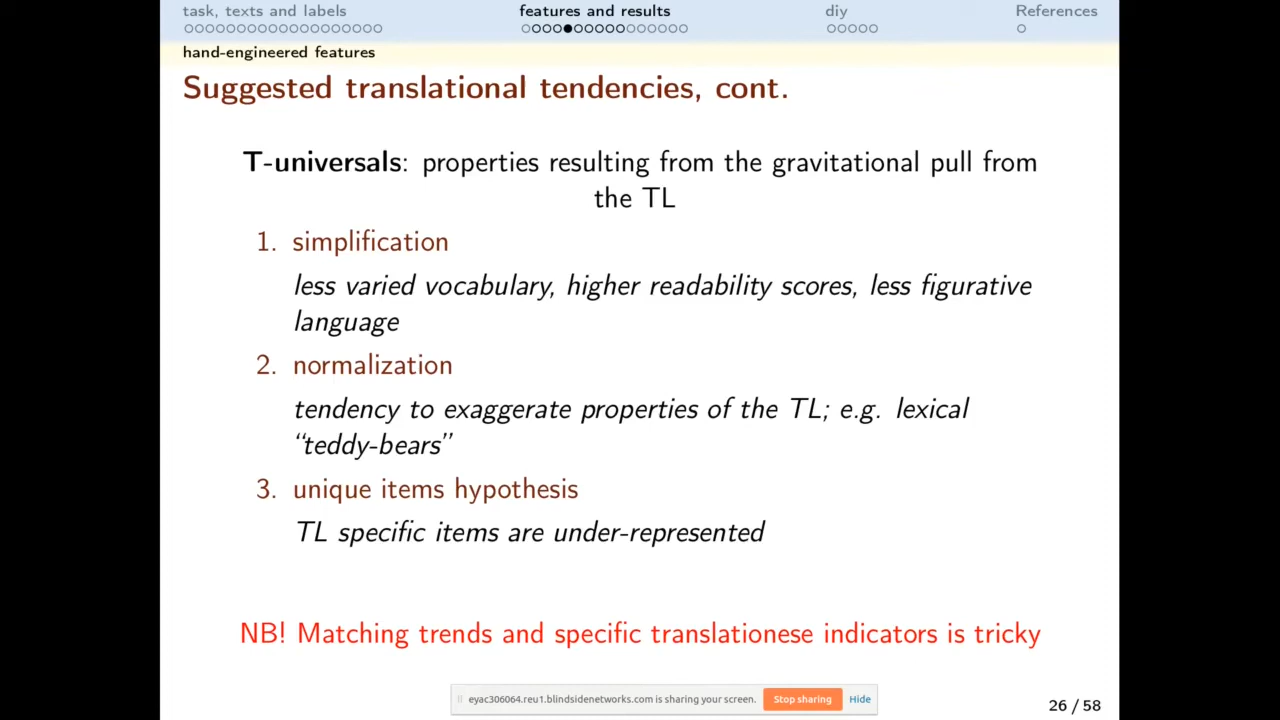 task, texts and labels features and results diy References
hand-engineered features
Suggested translational tendencies, cont.
T-universals: properties resulting from the gravitational pull from
the TL
1. simplification
less varied vocabulary, higher readability scores, less figurative
language
2. normalization
tendency to exaggerate properties of the TL; e.g. lexical
“teddy-bears”
3. unique items hypothesis
TL specific items are under-represented
NB! Matching trends and specific translationese indicators is tricky
eyac306064.reu1.blindsidenetworks.com is sharing your screen. Stop sharing Hide
26 / 58